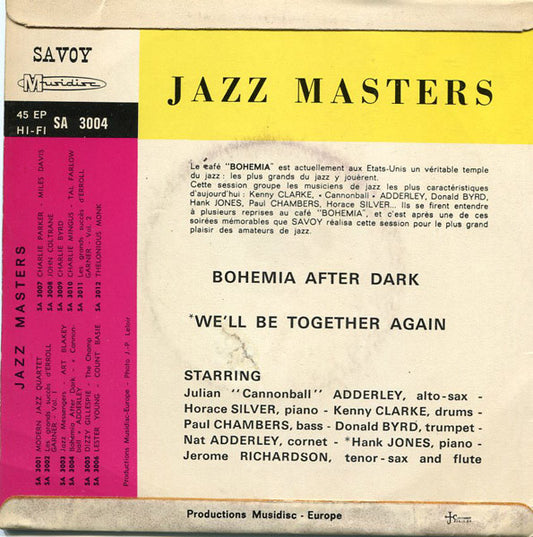 SAVOY
Musidisc
45 EP
HI-FI
SA 3004
JAZZ MASTERS
Le café "BOHEMIA" est actuellement aux Etats-Unis un véritable temple
du jazz : les plus grands du jazz y jouèrent.
Cette session groupe les musiciens de jazz les plus caractéristiques
d'aujourd'hui : Kenny CLARKE, « Cannonball » ADDERLEY, Donald BYRD,
Hank JONES, Paul CHAMBERS, Horace SILVER... Ils se firent entendre
à plusieurs reprises au café "BOHEMIA", et c'est après une de ces
soirées mémorables que SAVOY réalisa cette session pour le plus grand
plaisir des amateurs de jazz.
BOHEMIA AFTER DARK
*WE'LL BE TOGETHER AGAIN
STARRING
Julian "Cannonball" ADDERLEY, alto-sax -
Horace SILVER, piano - Kenny CLARKE, drums -
Paul CHAMBERS, bass - Donald BYRD, trumpet -
Nat ADDERLEY, cornet - *Hank JONES, piano -
Jerome RICHARDSON, tenor-sax and flute
JAZZ MASTERS
SA 3001 MODERN JAZZ QUARTET
SA 3002 Les grands succès d'ERROLL
GARNER - Vol. 1
SA 3003 Jazz Messengers - ART BLAKEY
SA 3004 Bohemia After Dark - « Cannon-
ball » ADDERLEY
SA 3005 DIZZY GILLESPIE - The Champ
SA 3006 LESTER YOUNG - COUNT BASIE
SA 3007 CHARLIE PARKER - MILES DAVIS
SA 3008 JOHN COLTRANE
SA 3009 CHARLIE BYRD
SA 3010 CHARLIE MINGUS - TAL FARLOW
SA 3011 Les grands succès d'ERROLL
GARNER - Vol. 2
SA 3012 THELONIOUS MONK
Productions Musidisc-Europe - Photo J.-P. Leloir
Productions Musidisc - Europe